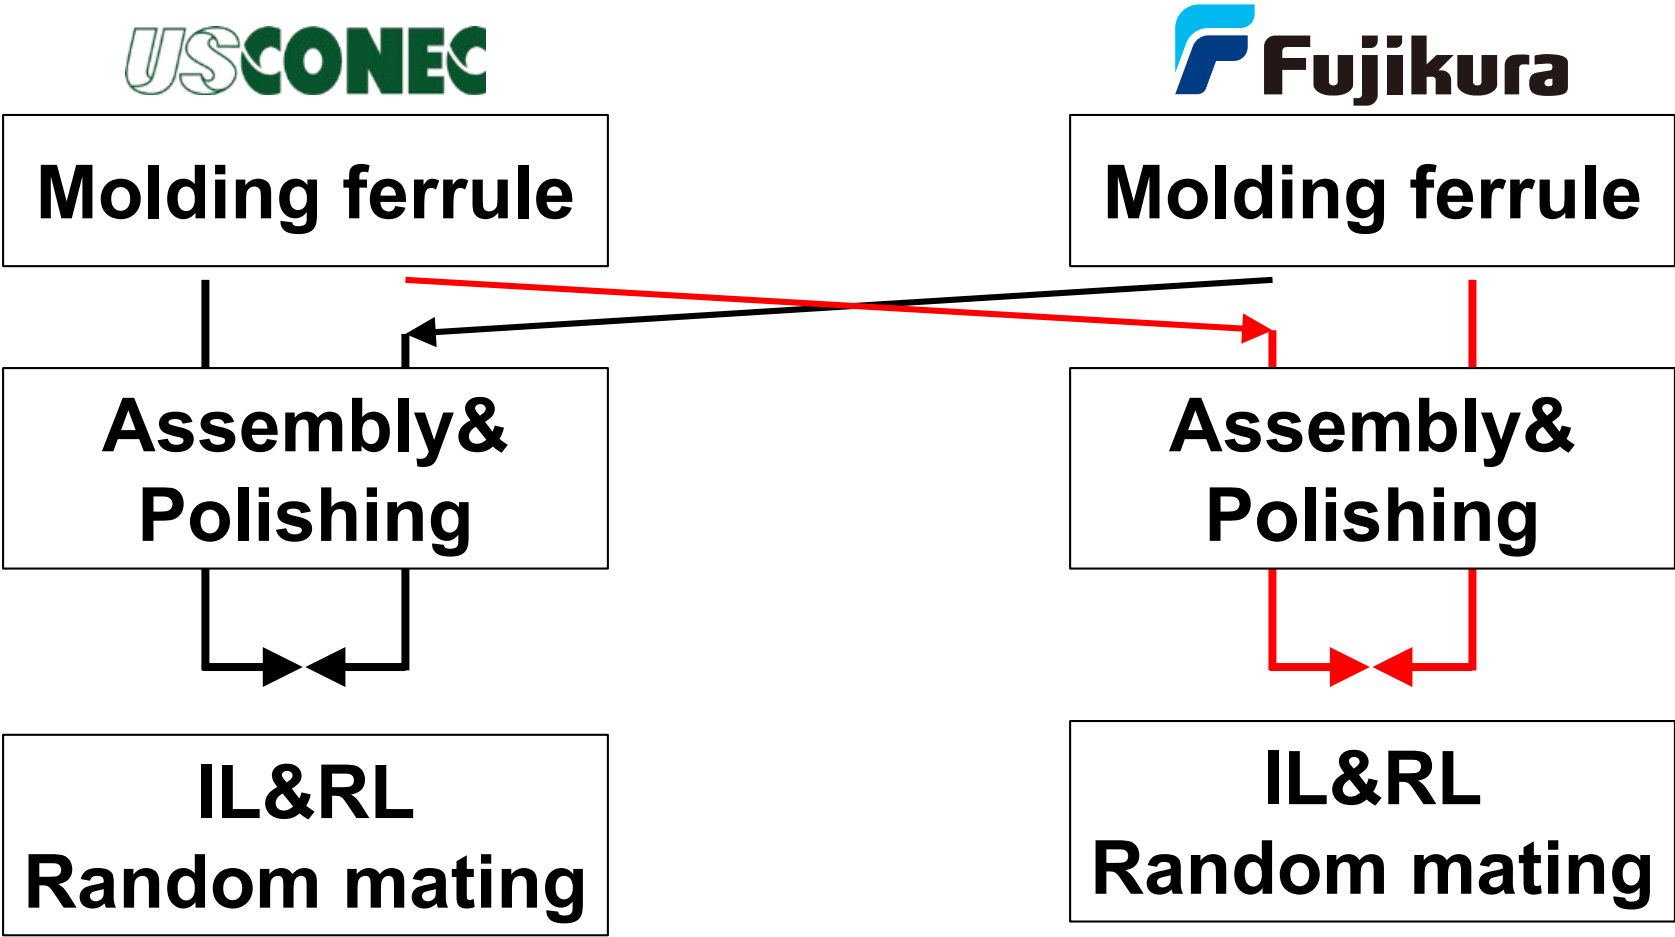 USCONEC
Fujikura
Molding ferrule
Molding ferrule
Assembly&
Polishing
Assembly&
Polishing
IL&RL
Random mating
IL&RL
Random mating